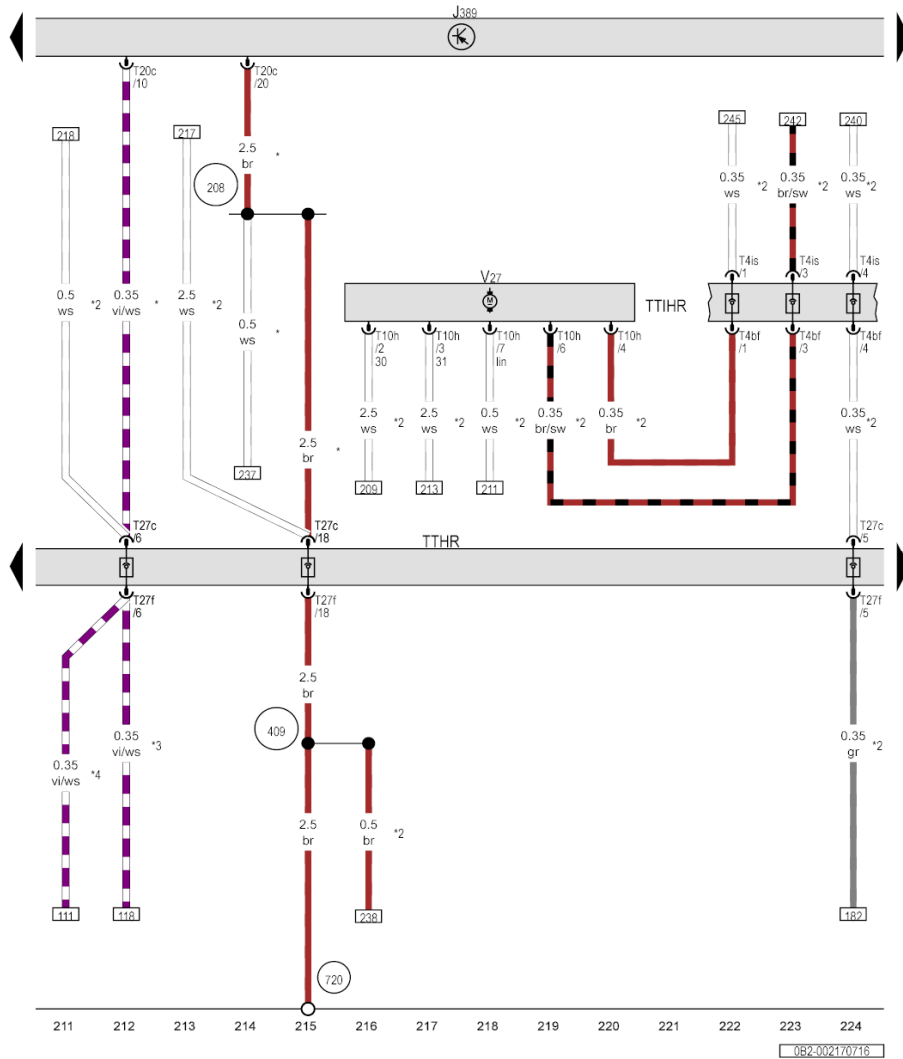 J389
T20c
/10
T20c
/20
218
217
245
242
240
2.5
br *
208
0.35
ws *2
0.35
br/sw *2
0.35
ws *2
V27
M
TTIHR
T4is
/1
T4is
/3
T4is
/4
0.5
ws *2
0.35
vi/ws *
2.5
ws *2
0.5
ws *
T10h
/2
30
T10h
/3
31
T10h
/7
lin
T10h
/6
T10h
/4
T4bf
/1
T4bf
/3
T4bf
/4
2.5
ws *2
2.5
ws *2
0.5
ws *2
0.35
br/sw *2
0.35
br *2
0.35
ws *2
2.5
br *
237
209
213
211
T27c
/6
T27c
/18
TTHR
T27c
/5
T27f
/6
T27f
/18
T27f
/5
2.5
br
409
0.35
vi/ws *4
0.35
vi/ws *3
0.35
gr *2
2.5
br
0.5
br *2
111
118
238
182
720
211 212 213 214 215 216 217 218 219 220 221 222 223 224
0B2-002170716